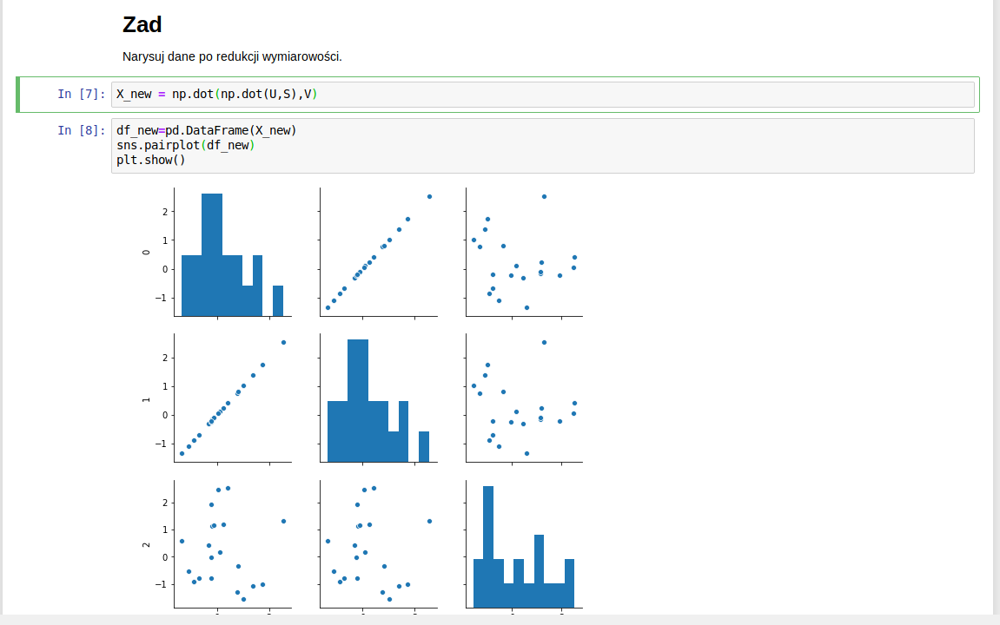 Zad
Narysuj dane po redukcji wymiarowości.
In [7]: X_new = np.dot(np.dot(U,S),V)
In [8]: df_new=pd.DataFrame(X_new)
sns.pairplot(df_new)
plt.show()
2
1
0
−1
0
2
1
0
−1
1
2
1
0
−1
2